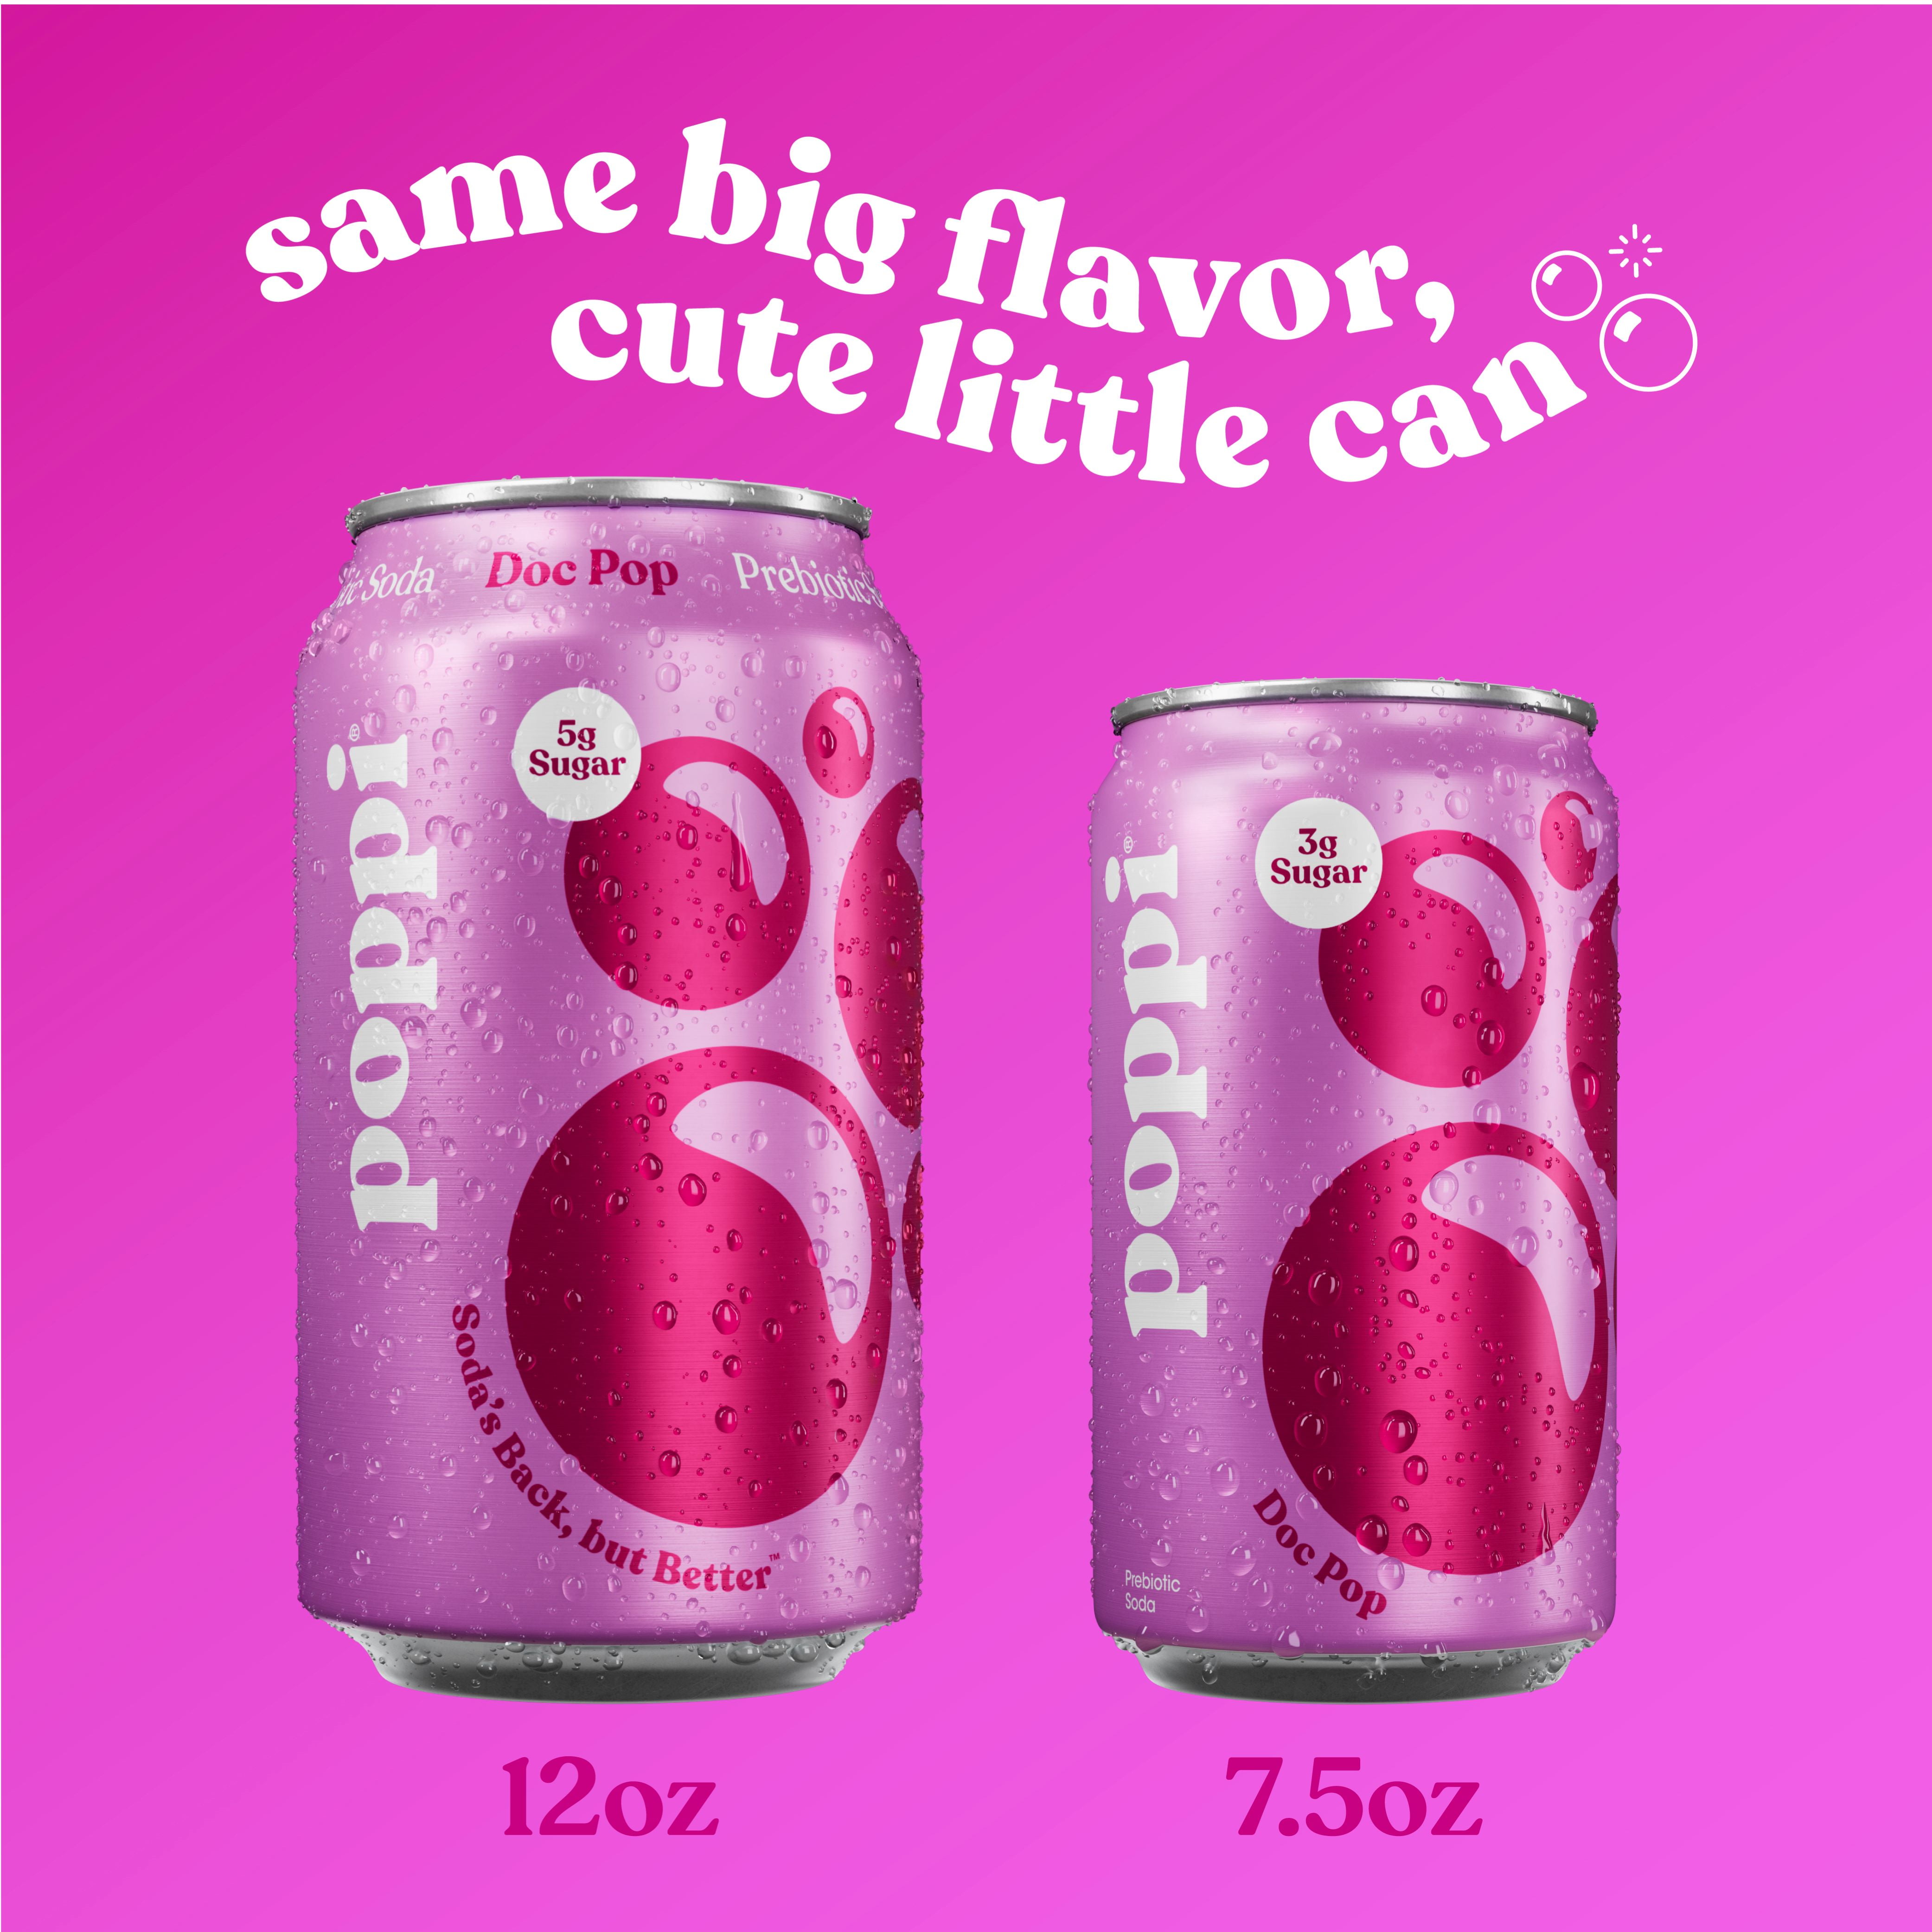 same big flavor,
cute little can
Soda Doc Pop Prebiotic
5g
Sugar
poppi®
Soda's Back, but Better™
3g
Sugar
poppi®
Doc Pop
Prebiotic
Soda
12oz
7.5oz